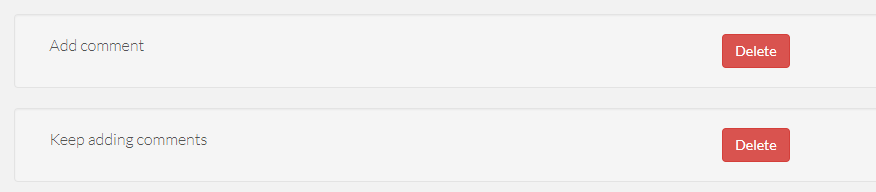 Add comment
Delete
Keep adding comments
Delete